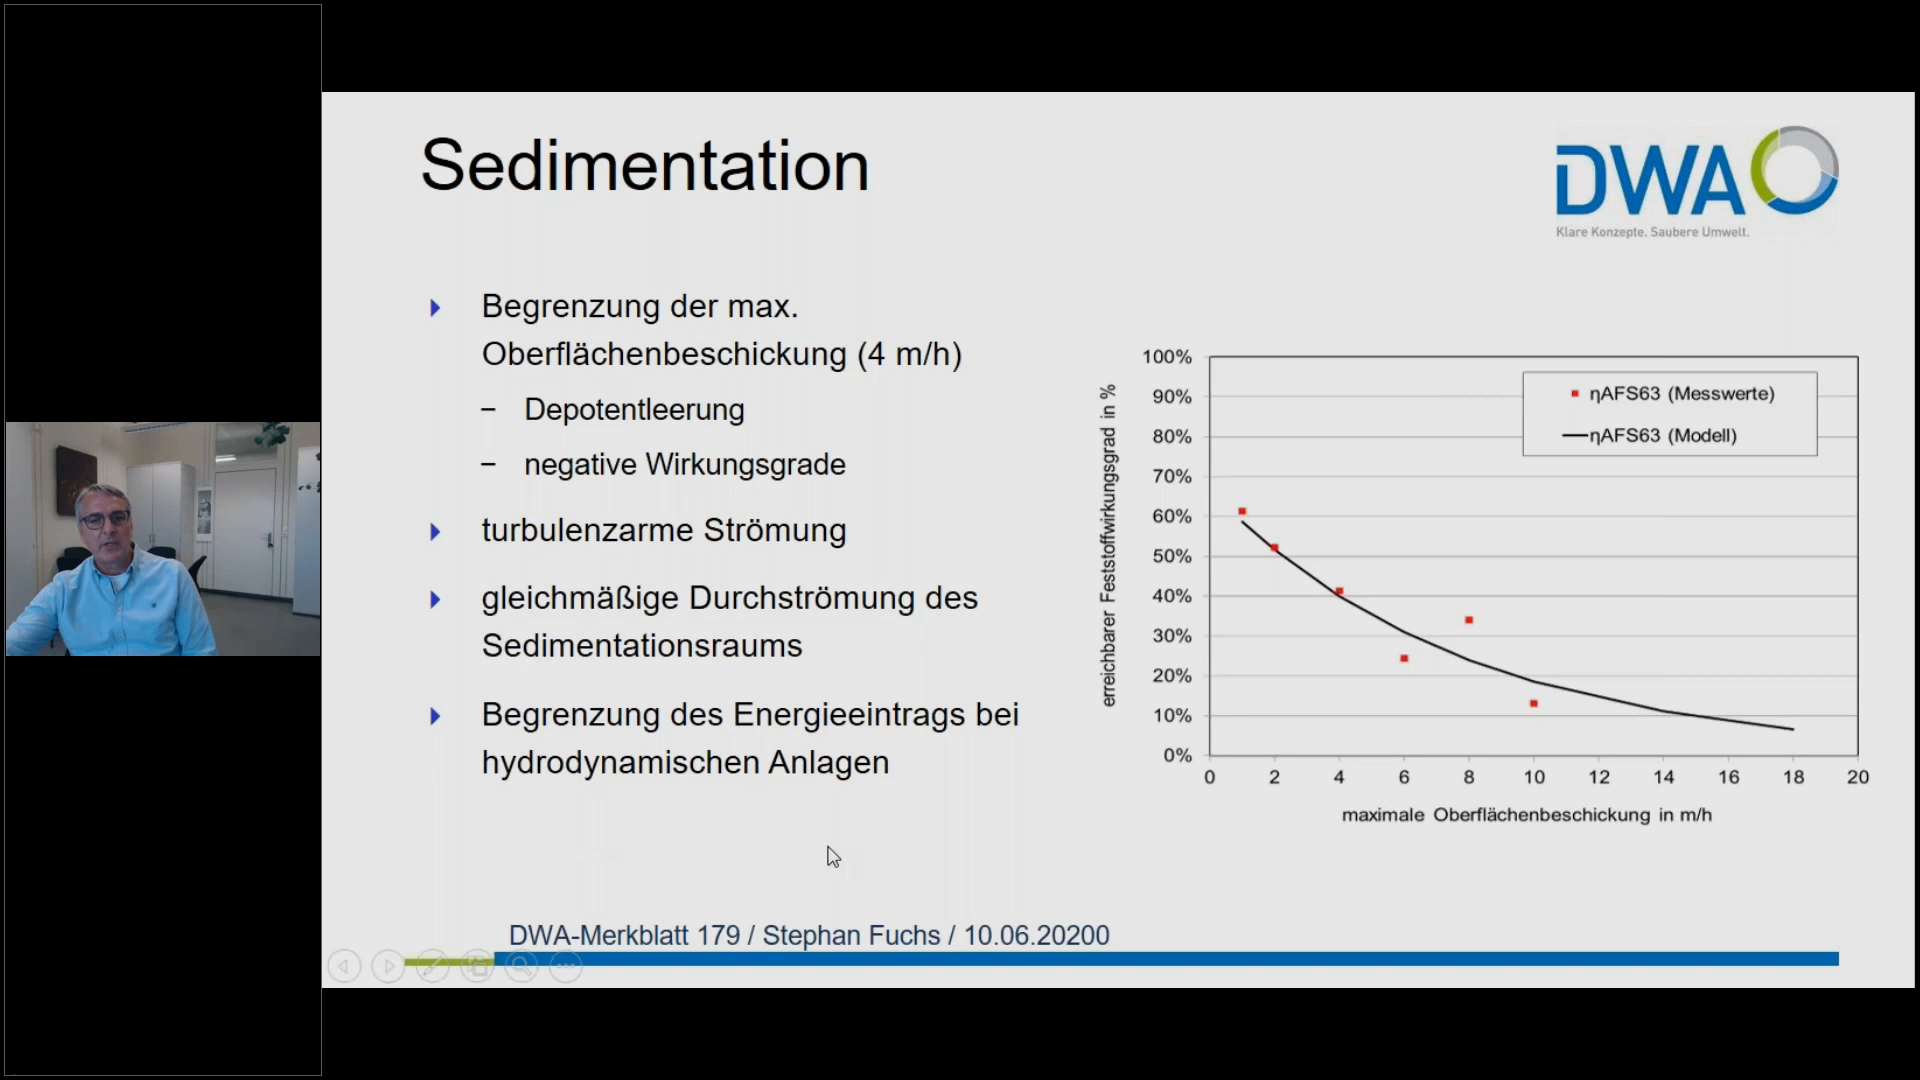 Sedimentation
DWA
Klare Konzepte. Saubere Umwelt.
Begrenzung der max.
Oberflächenbeschickung (4 m/h)
– Depotentleerung
– negative Wirkungsgrade
turbulenzarme Strömung
gleichmäßige Durchströmung des
Sedimentationsraums
Begrenzung des Energieeintrags bei
hydrodynamischen Anlagen
erreichbarer Feststoffwirkungsgrad in %
100%
90%
80%
70%
60%
50%
40%
30%
20%
10%
0%
ηAFS63 (Messwerte)
ηAFS63 (Modell)
0 2 4 6 8 10 12 14 16 18 20
maximale Oberflächenbeschickung in m/h
DWA-Merkblatt 179 / Stephan Fuchs / 10.06.20200